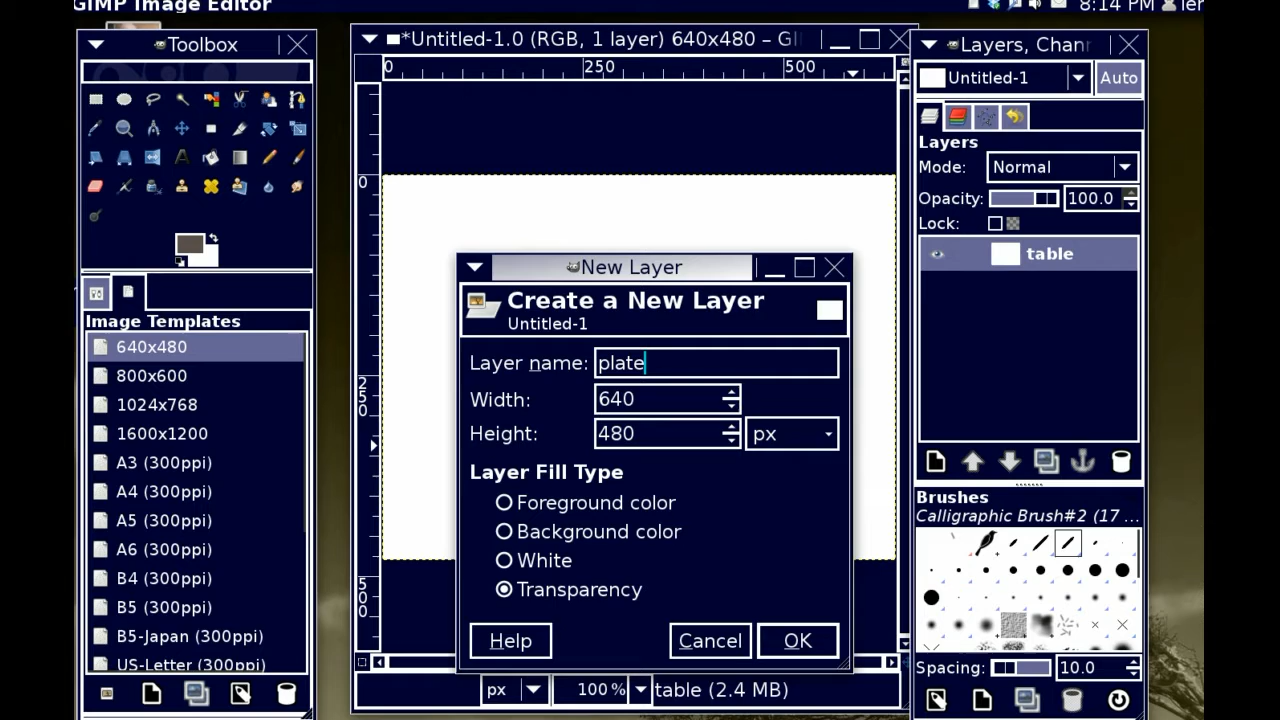 GIMP Image Editor
8:14 PM
Toolbox
*Untitled-1.0 (RGB, 1 layer) 640x480 – GI
Layers, Chan
0 250 500
Untitled-1
Auto
Layers
Mode: Normal
Opacity: 100.0
Lock:
table
0
250
500
Image Templates
640x480
800x600
1024x768
1600x1200
A3 (300ppi)
A4 (300ppi)
A5 (300ppi)
A6 (300ppi)
B4 (300ppi)
B5 (300ppi)
B5-Japan (300ppi)
US-Letter (300ppi)
New Layer
Create a New Layer
Untitled-1
Layer name: plate
Width: 640
Height: 480 px
Layer Fill Type
Foreground color
Background color
White
Transparency
Help
Cancel
OK
px
100 %
table (2.4 MB)
Brushes
Calligraphic Brush#2 (17 ...
Spacing: 10.0